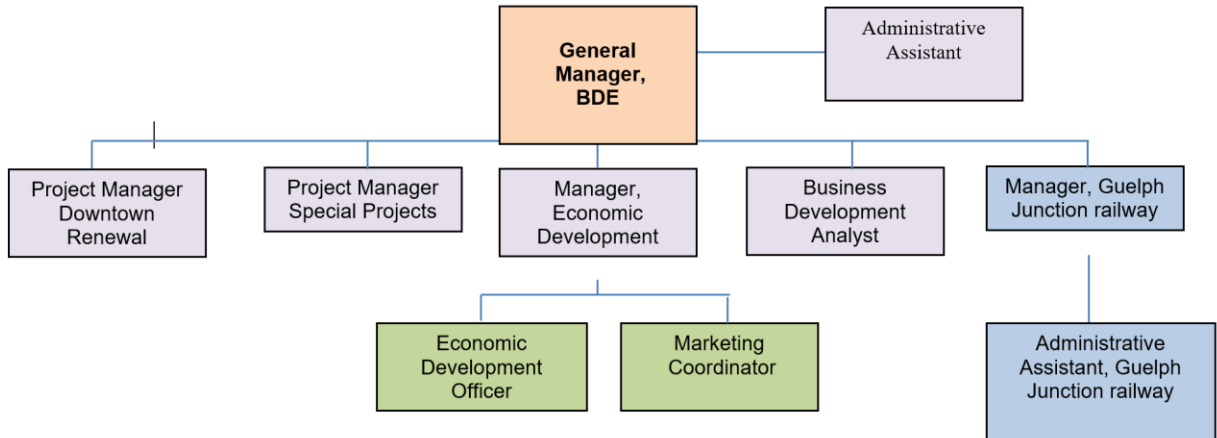 General
Manager,
BDE
Administrative
Assistant
Project Manager
Downtown
Renewal
Project Manager
Special Projects
Manager,
Economic
Development
Business
Development
Analyst
Manager, Guelph
Junction railway
Economic
Development
Officer
Marketing
Coordinator
Administrative
Assistant, Guelph
Junction railway